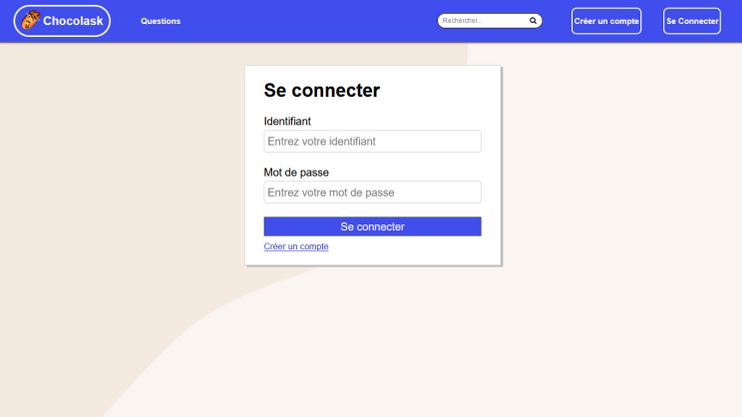 Chocolask
Questions
Rechercher..
Créer un compte
Se Connecter
Se connecter
Identifiant
Entrez votre identifiant
Mot de passe
Entrez votre mot de passe
Se connecter
Créer un compte